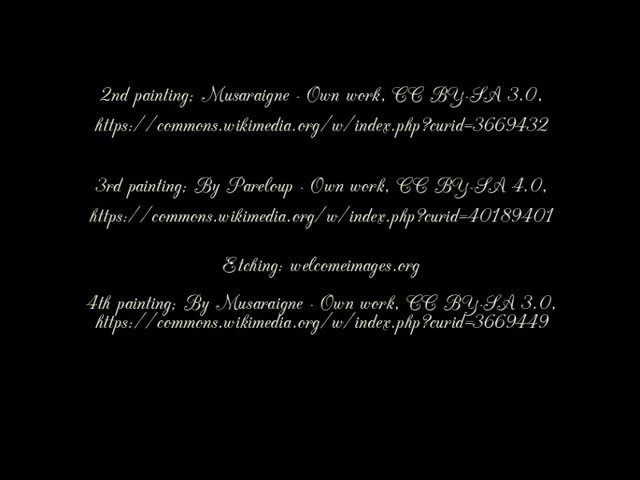 2nd painting; Musaraigne - Own work, CC BY-SA 3.0,
https://commons.wikimedia.org/w/index.php?curid=3669432
3rd painting; By Pareloup - Own work, CC BY-SA 4.0,
https://commons.wikimedia.org/w/index.php?curid=40189401
Etching; welcomeimages.org
4th painting; By Musaraigne - Own work, CC BY-SA 3.0,
https://commons.wikimedia.org/w/index.php?curid=3669449